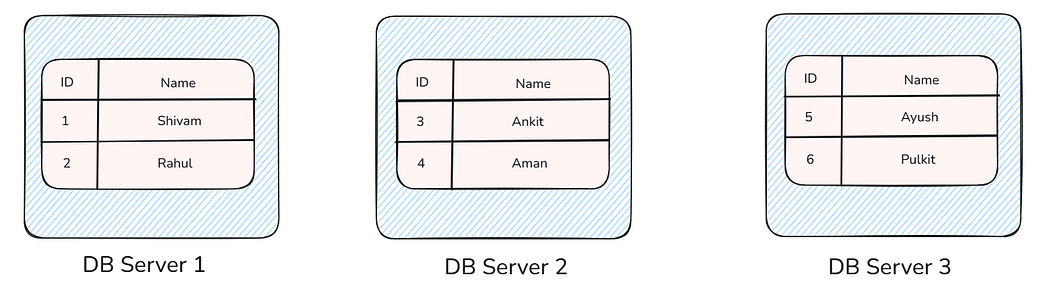 ID Name
1 Shivam
2 Rahul
DB Server 1
ID Name
3 Ankit
4 Aman
DB Server 2
ID Name
5 Ayush
6 Pulkit
DB Server 3